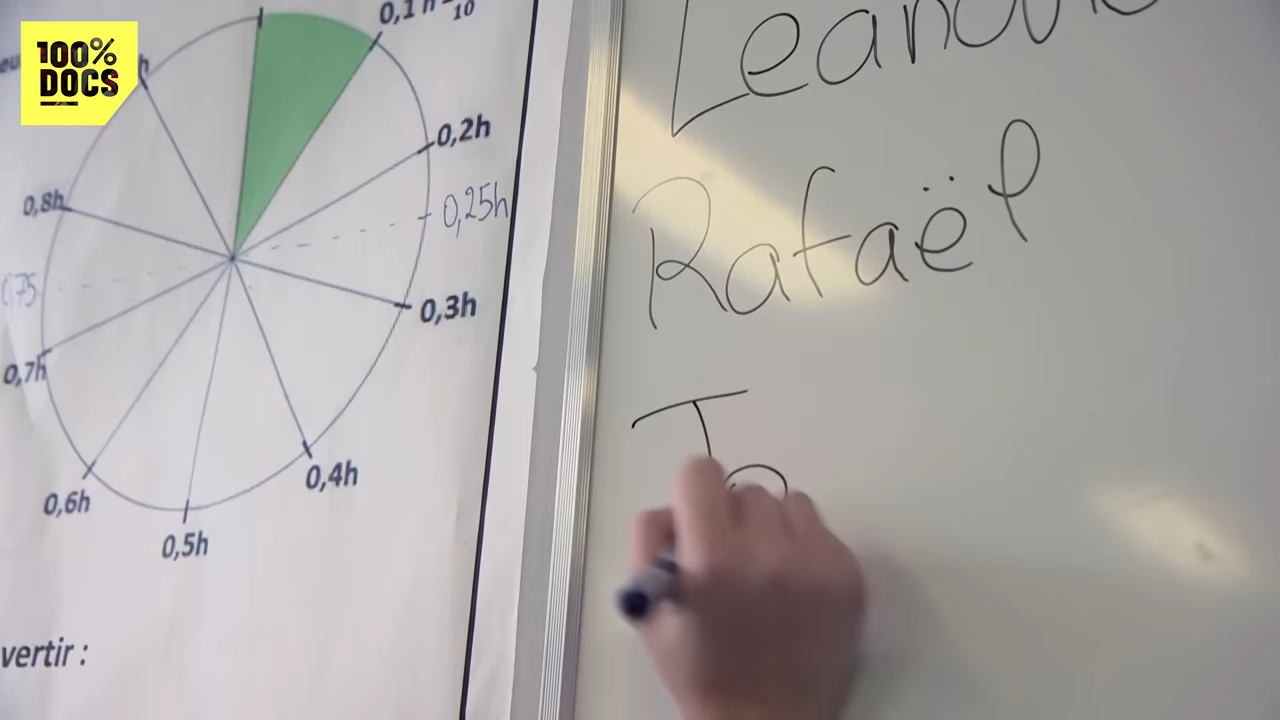 100%
DOCS
0,1 h
10
0,2h
0,25h
0,3h
0,4h
0,5h
0,6h
0,7h
0,75
0,8h
vertir :
Rafaël